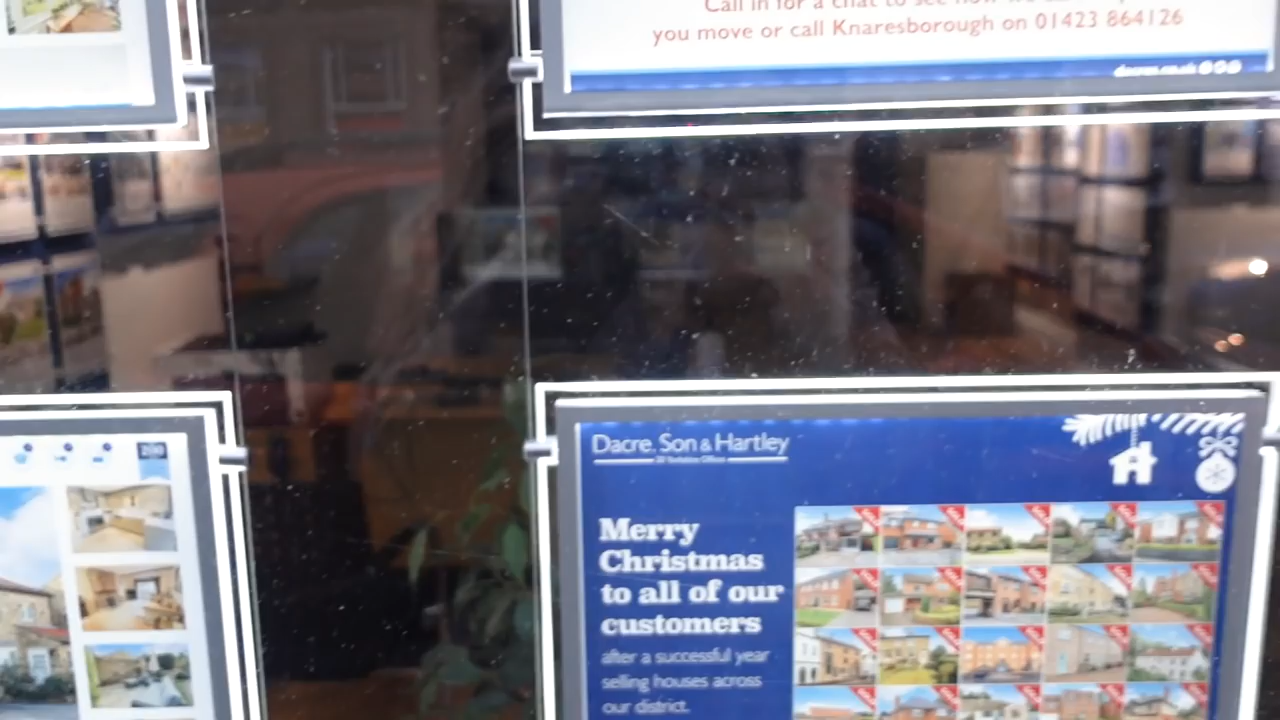 Call in for a chat to see how we can
you move or call Knaresborough on 01423 864126
Dacre, Son & Hartley
Merry
Christmas
to all of our
customers
after a successful year
selling houses across
our district.